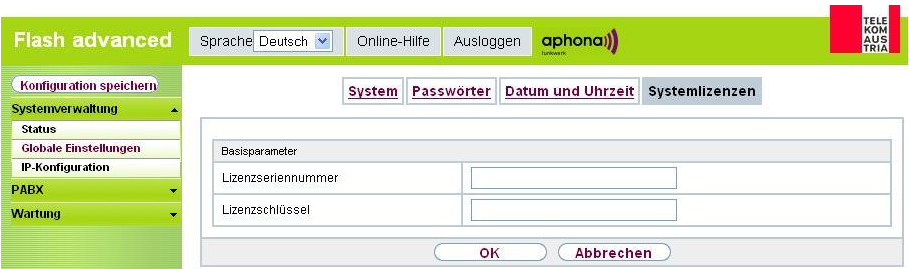 Flash advanced
Sprache Deutsch Online-Hilfe Ausloggen aphona
funkwerk
TELE
KOM
AUS
TRIA
Konfiguration speichern
Systemverwaltung
Status
Globale Einstellungen
IP-Konfiguration
PABX
Wartung
System Passwörter Datum und Uhrzeit Systemlizenzen
Basisparameter
Lizenzseriennummer
Lizenzschlüssel
OK Abbrechen